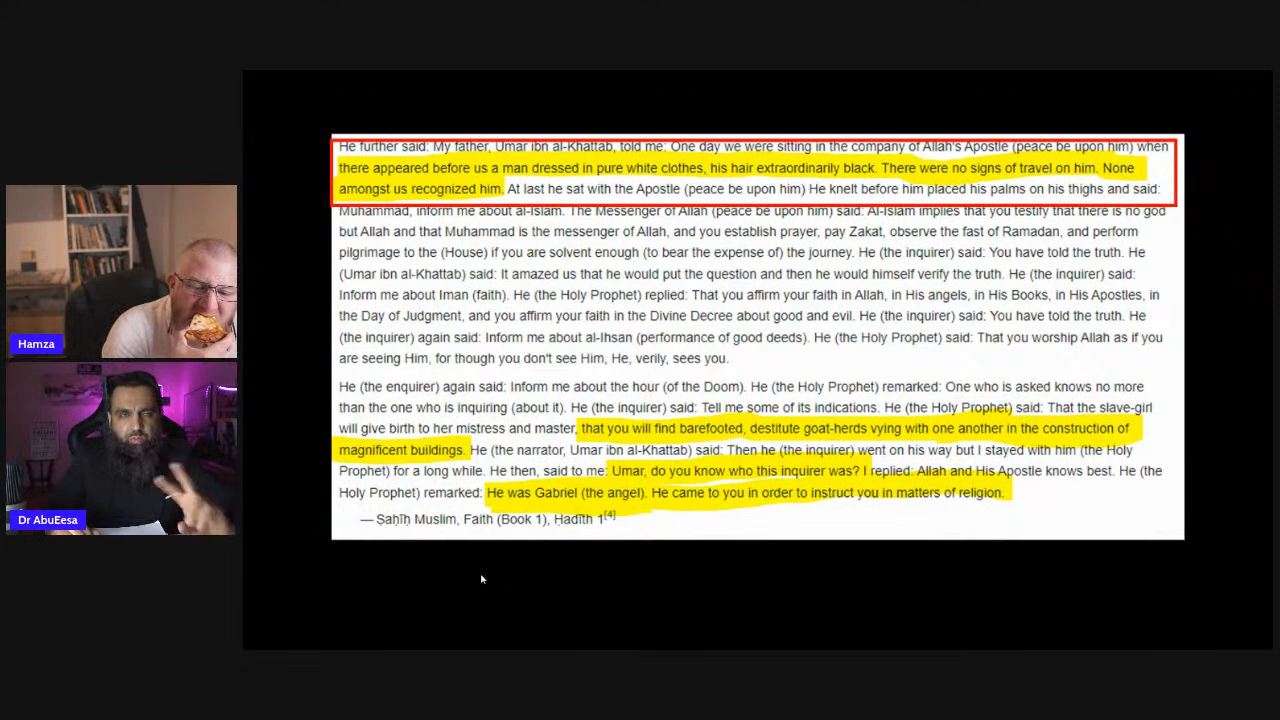 He further said: My father, Umar ibn al-Khattab, told me: One day we were sitting in the company of Allah's Apostle (peace be upon him) when
there appeared before us a man dressed in pure white clothes, his hair extraordinarily black. There were no signs of travel on him. None
amongst us recognized him. At last he sat with the Apostle (peace be upon him) He knelt before him placed his palms on his thighs and said:
Muhammad, inform me about al-Islam. The Messenger of Allah (peace be upon him) said: Al-Islam implies that you testify that there is no god
but Allah and that Muhammad is the messenger of Allah, and you establish prayer, pay Zakat, observe the fast of Ramadan, and perform
pilgrimage to the (House) if you are solvent enough (to bear the expense of) the journey. He (the inquirer) said: You have told the truth. He
(Umar ibn al-Khattab) said: It amazed us that he would put the question and then he would himself verify the truth. He (the inquirer) said:
Inform me about Iman (faith). He (the Holy Prophet) replied: That you affirm your faith in Allah, in His angels, in His Books, in His Apostles, in
the Day of Judgment, and you affirm your faith in the Divine Decree about good and evil. He (the inquirer) said: You have told the truth. He
(the inquirer) again said: Inform me about al-Ihsan (performance of good deeds). He (the Holy Prophet) said: That you worship Allah as if you
are seeing Him, for though you don't see Him, He, verily, sees you.
He (the enquirer) again said: Inform me about the hour (of the Doom). He (the Holy Prophet) remarked: One who is asked knows no more
than the one who is inquiring (about it). He (the inquirer) said: Tell me some of its indications. He (the Holy Prophet) said: That the slave-girl
will give birth to her mistress and master, that you will find barefooted, destitute goat-herds vying with one another in the construction of
magnificent buildings. He (the narrator, Umar ibn al-Khattab) said: Then he (the inquirer) went on his way but I stayed with him (the Holy
Prophet) for a long while. He then, said to me: Umar, do you know who this inquirer was? I replied: Allah and His Apostle knows best. He (the
Holy Prophet) remarked: He was Gabriel (the angel). He came to you in order to instruct you in matters of religion.
— Ṣaḥīḥ Muslim, Faith (Book 1), Ḥadīth 1[4]
Hamza
Dr AbuEesa